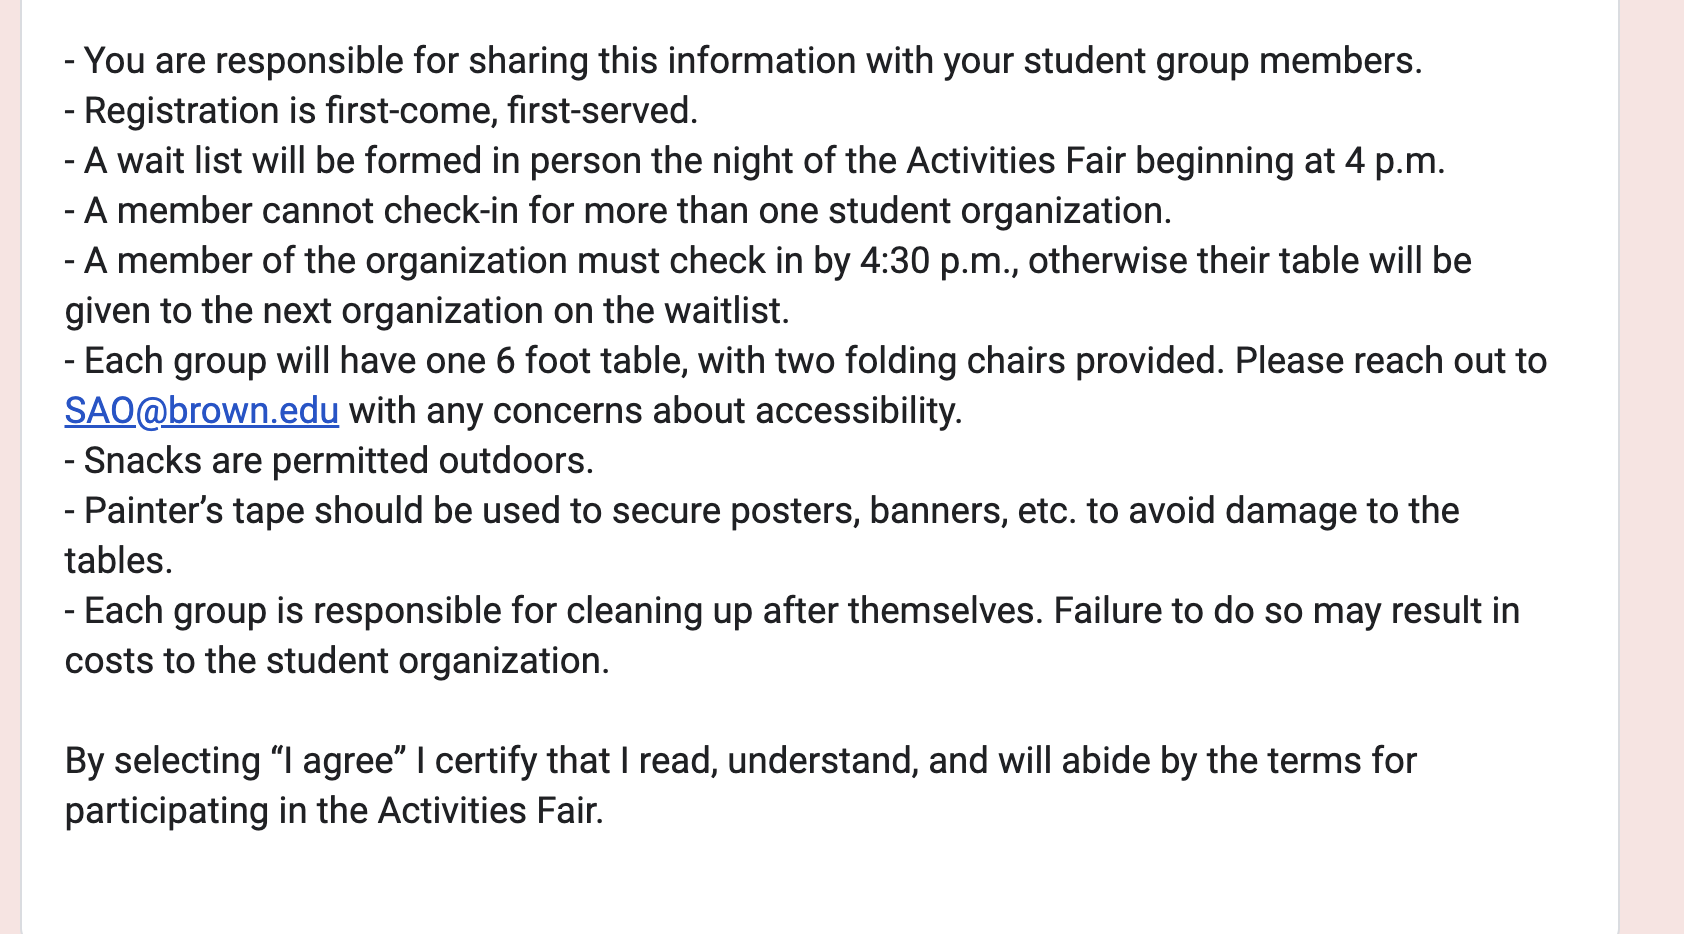 - You are responsible for sharing this information with your student group members.
- Registration is first-come, first-served.
- A wait list will be formed in person the night of the Activities Fair beginning at 4 p.m.
- A member cannot check-in for more than one student organization.
- A member of the organization must check in by 4:30 p.m., otherwise their table will be
given to the next organization on the waitlist.
- Each group will have one 6 foot table, with two folding chairs provided. Please reach out to
SAO@brown.edu with any concerns about accessibility.
- Snacks are permitted outdoors.
- Painter’s tape should be used to secure posters, banners, etc. to avoid damage to the
tables.
- Each group is responsible for cleaning up after themselves. Failure to do so may result in
costs to the student organization.
By selecting “I agree” I certify that I read, understand, and will abide by the terms for
participating in the Activities Fair.